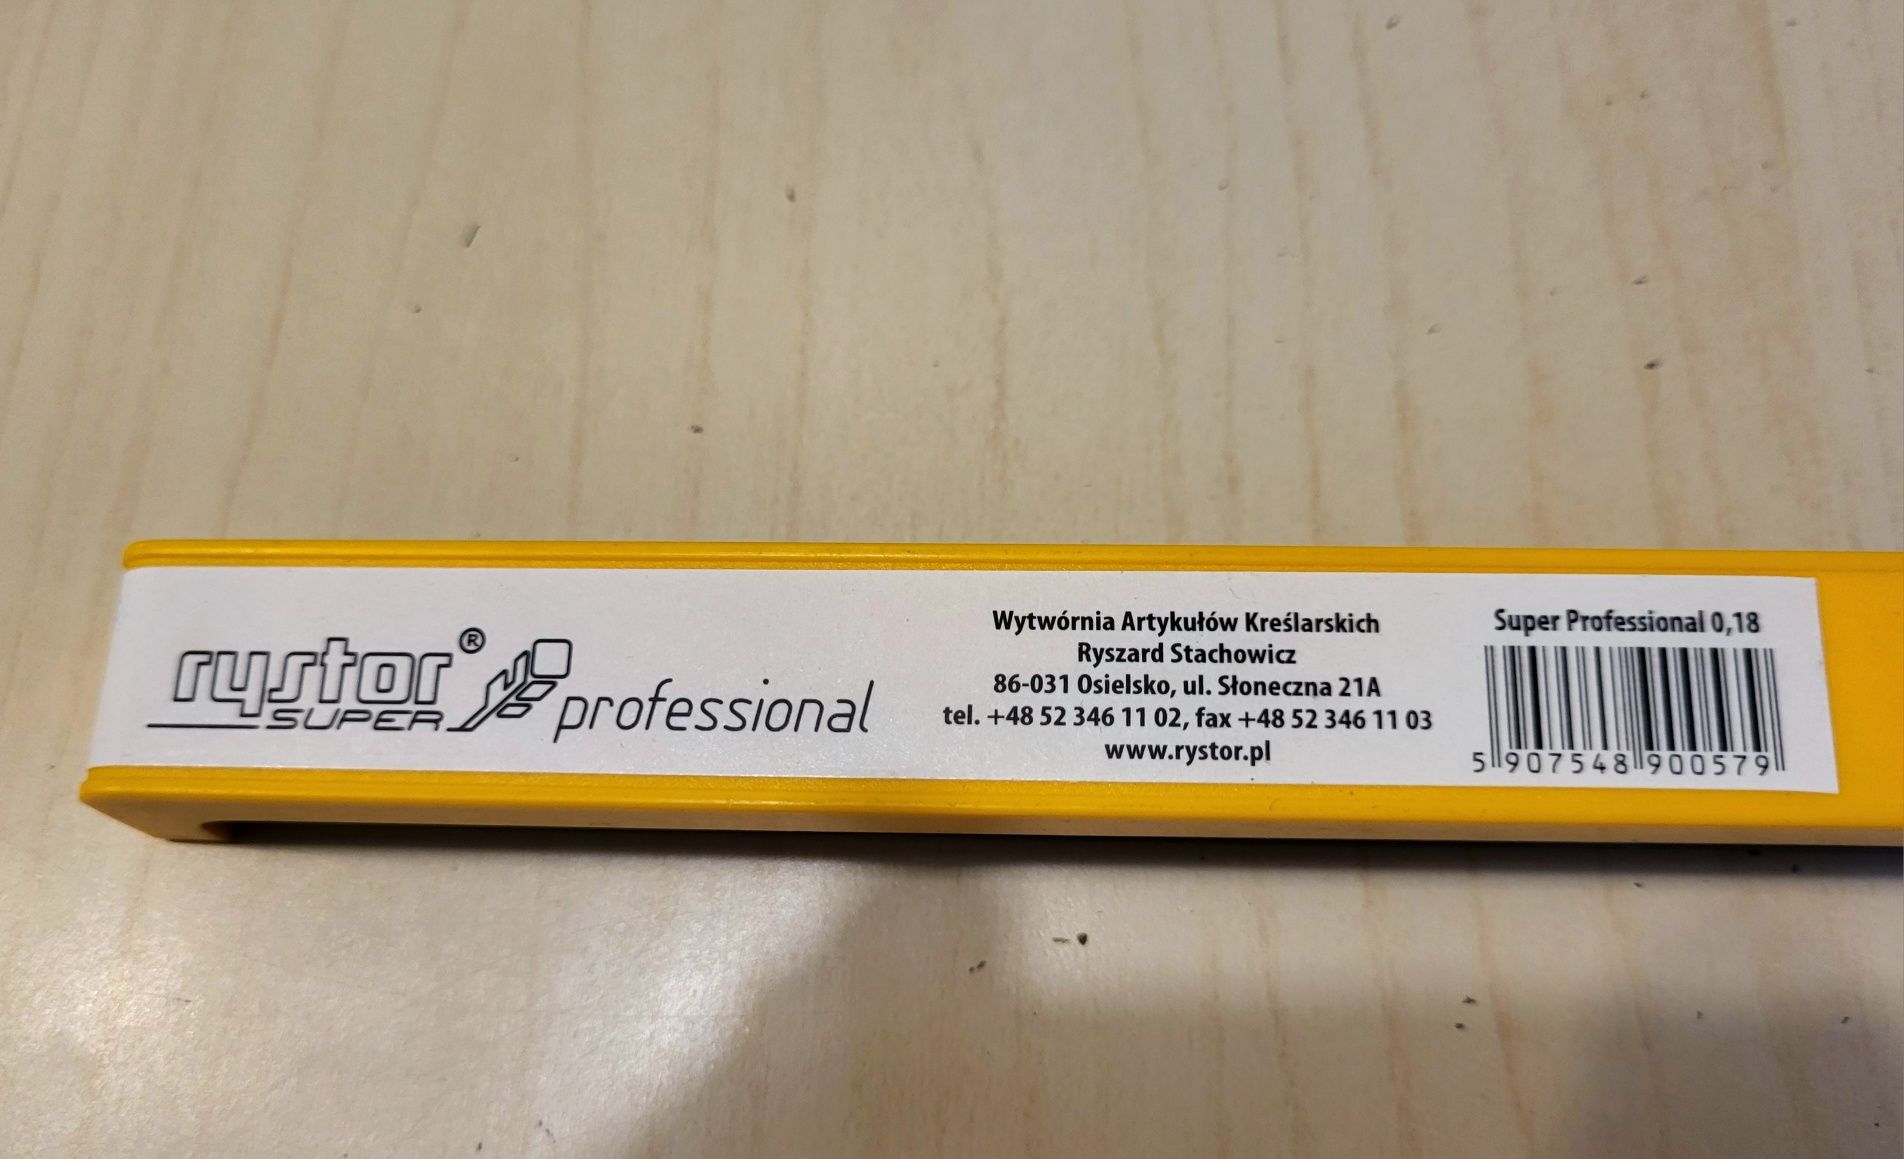 rystor®
SUPER
professional
Wytwórnia Artykułów Kreślarskich
Ryszard Stachowicz
86-031 Osielsko, ul. Słoneczna 21A
tel. +48 52 346 11 02, fax +48 52 346 11 03
www.rystor.pl
Super Professional 0,18
5 907548 900579